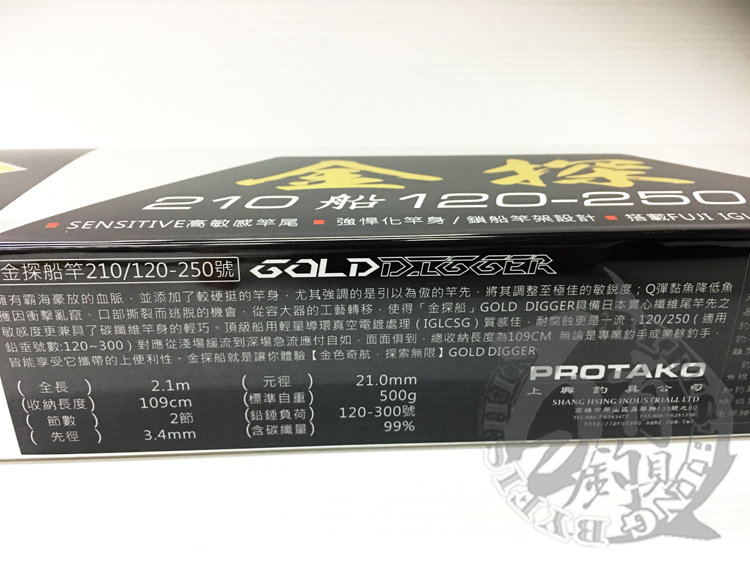 金探
210 船 120-250
■ SENSITIVE高敏感竿尾 ■ 強悍化竿身/鎖船竿架設計 ■ 搭載FUJI IG
金探船竿210/120-250號 GOLD DIGGER
擁有霸海豪放的血脈，並添加了較硬挺的竿身，尤其強調的是引以為傲的竿先，將其調整至極佳的敏銳度；Q彈黏魚降低魚
獲因衝擊亂竄、口部撕裂而逃脫的機會，從容大器的工藝轉移，使得「金探船」GOLD DIGGER具備日本實心纖維尾竿先之
敏感度更兼具了碳纖維竿身的輕巧。頂級船用輕量導環真空電鍍處理（IGLCSG）質感佳，耐腐蝕更是一流，120/250（適用
鉛垂號數：120~300）對應從淺場緩流到深場急流應付自如，面面俱到，總收納長度為109CM 無論是專業釣手或業餘釣手，
皆能享受它攜帶的上便利性。金探船就是讓你體驗【金色奇航，探索無限】GOLD DIGGER。
（全長） 2.1m （元徑） 21.0mm
（收納長度） 109cm （標準自重） 500g
（節數） 2節 （鉛錘負荷） 120-300號
（先徑） 3.4mm （含碳纖量） 99%
PROTAKO
上興釣具公司
SHANG HSING INDUSTRIALL LTD
http://protako.agmz.com.tw/
釣具
FISHING